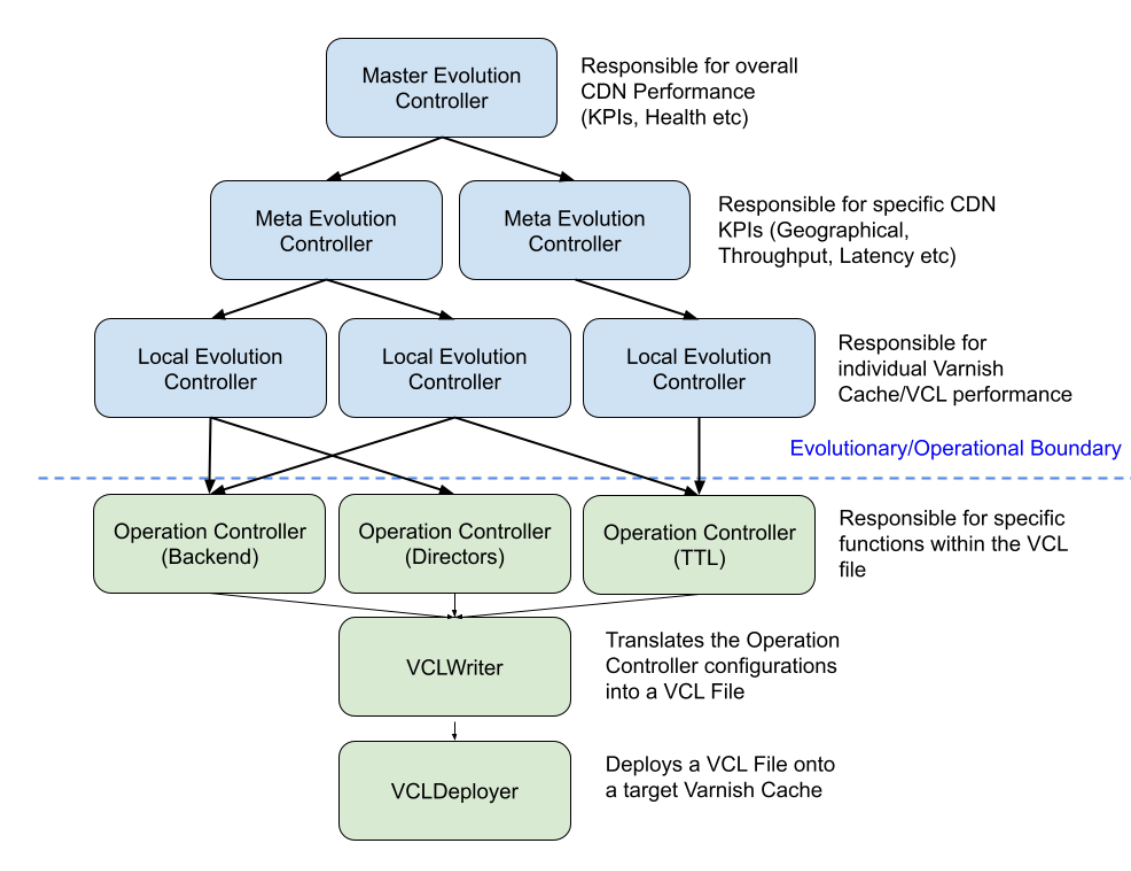 Master Evolution
Controller
Responsible for overall
CDN Performance
(KPIs, Health etc)
Meta Evolution
Controller
Meta Evolution
Controller
Responsible for specific CDN
KPIs (Geographical,
Throughput, Latency etc)
Local Evolution
Controller
Local Evolution
Controller
Local Evolution
Controller
Responsible for
individual Varnish
Cache/VCL performance
Evolutionary/Operational Boundary
Operation Controller
(Backend)
Operation Controller
(Directors)
Operation Controller
(TTL)
Responsible for specific
functions within the VCL
file
VCLWriter
Translates the Operation
Controller configurations
into a VCL File
VCLDeployer
Deploys a VCL File onto
a target Varnish Cache